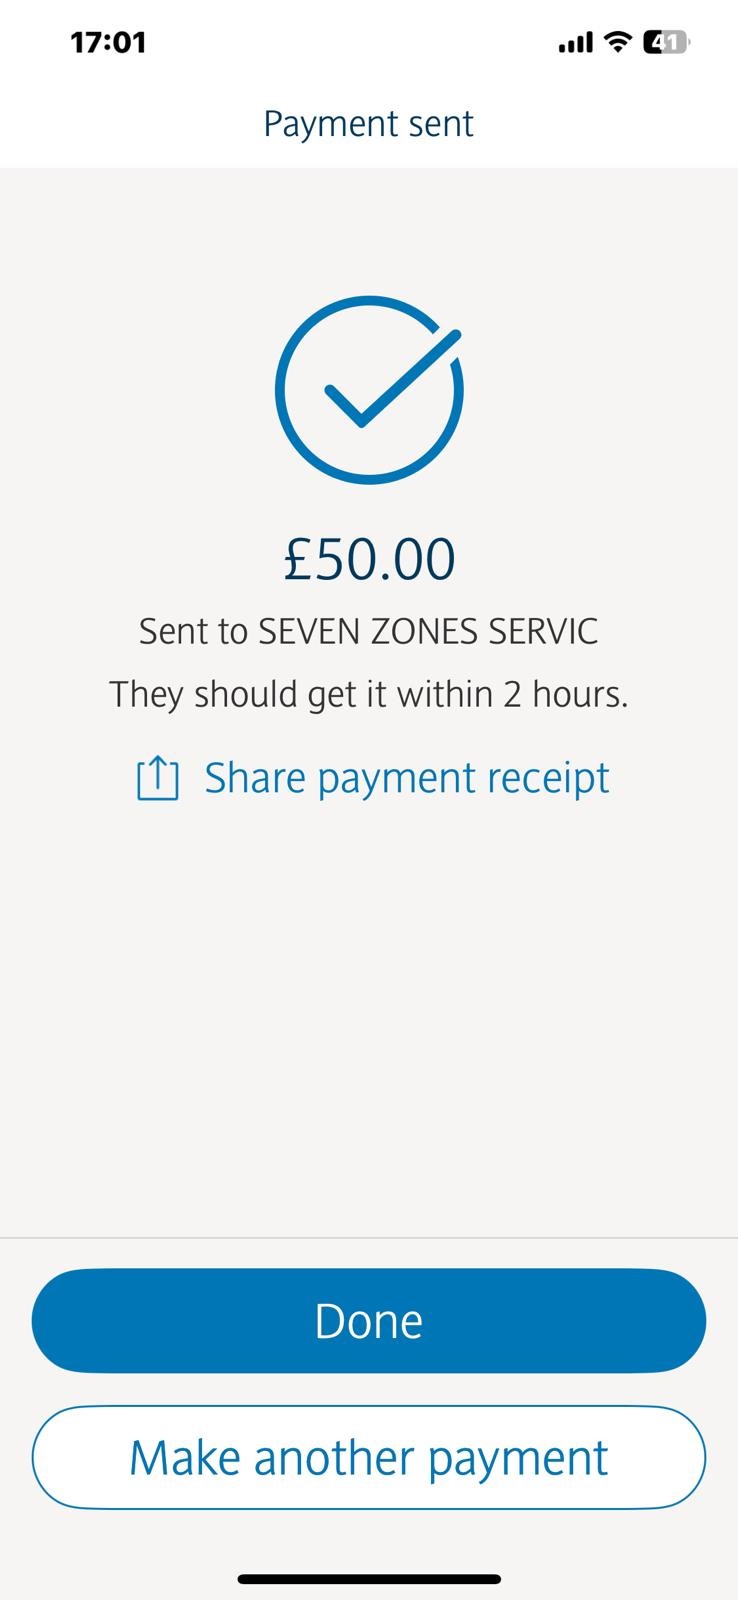 17:01
41
Payment sent
£50.00
Sent to SEVEN ZONES SERVIC
They should get it within 2 hours.
Share payment receipt
Done
Make another payment